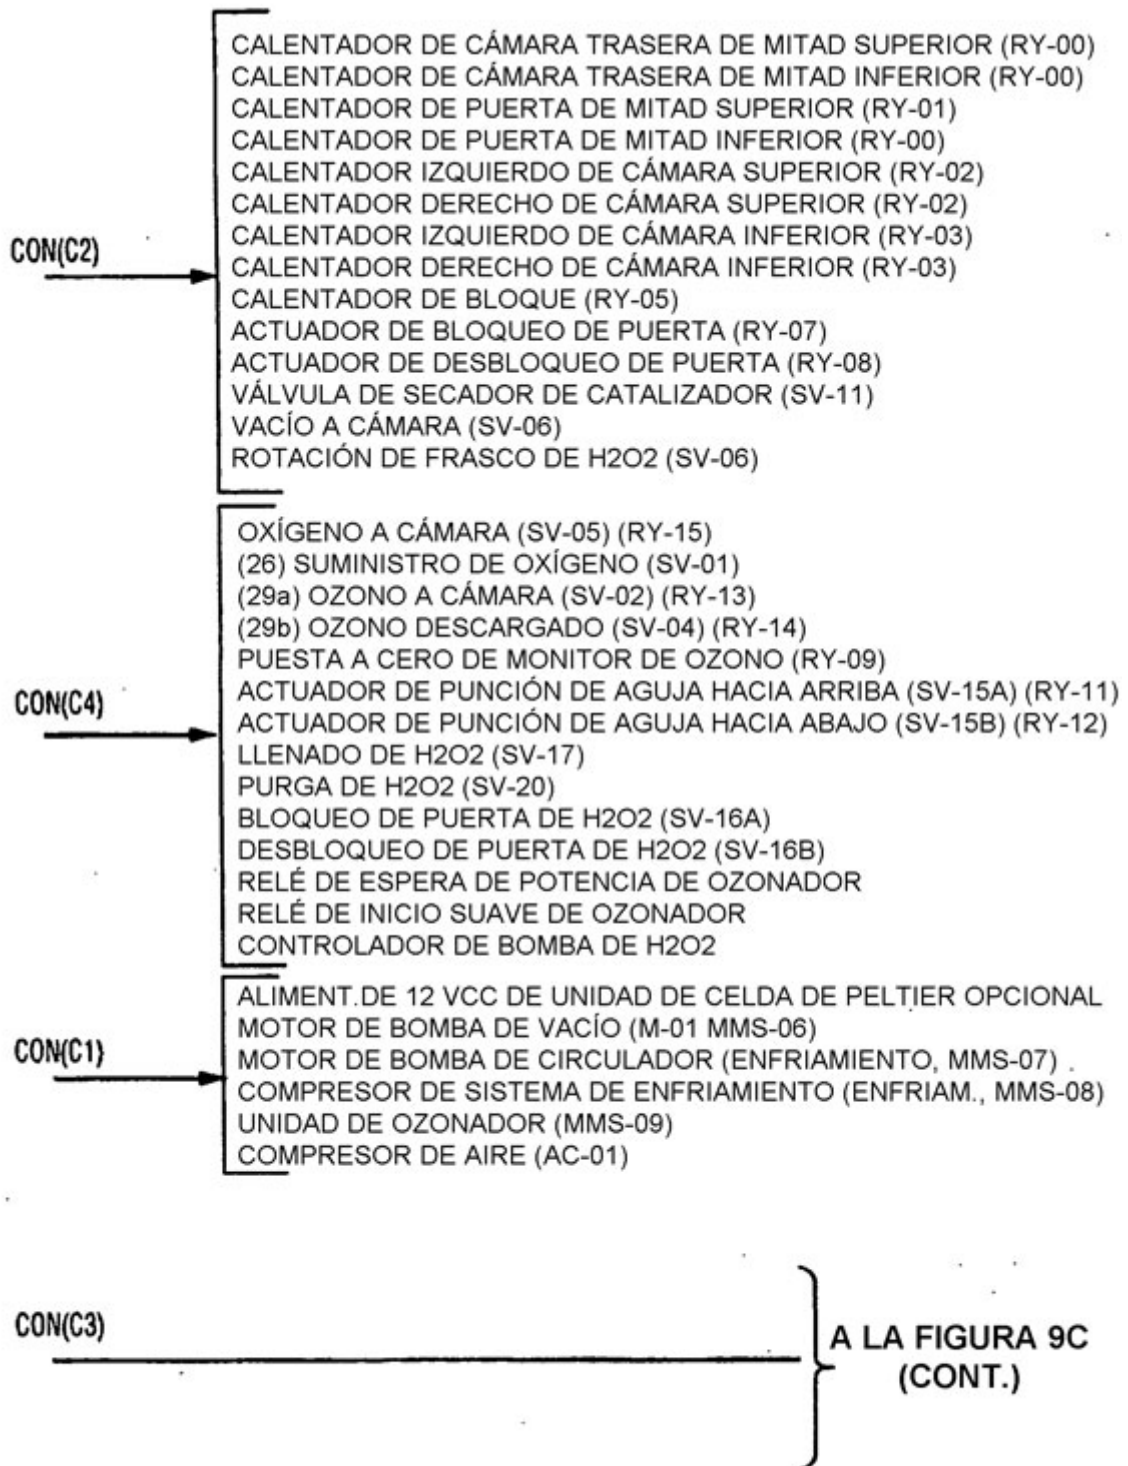 CALENTADOR DE CÁMARA TRASERA DE MITAD SUPERIOR (RY-00)
CALENTADOR DE CÁMARA TRASERA DE MITAD INFERIOR (RY-00)
CALENTADOR DE PUERTA DE MITAD SUPERIOR (RY-01)
CALENTADOR DE PUERTA DE MITAD INFERIOR (RY-00)
CALENTADOR IZQUIERDO DE CÁMARA SUPERIOR (RY-02)
CALENTADOR DERECHO DE CÁMARA SUPERIOR (RY-02)
CALENTADOR IZQUIERDO DE CÁMARA INFERIOR (RY-03)
CON(C2)
CALENTADOR DERECHO DE CÁMARA INFERIOR (RY-03)
CALENTADOR DE BLOQUE (RY-05)
ACTUADOR DE BLOQUEO DE PUERTA (RY-07)
ACTUADOR DE DESBLOQUEO DE PUERTA (RY-08)
VÁLVULA DE SECADOR DE CATALIZADOR (SV-11)
VACÍO A CÁMARA (SV-06)
ROTACIÓN DE FRASCO DE H2O2 (SV-06)
OXÍGENO A CÁMARA (SV-05) (RY-15)
(26) SUMINISTRO DE OXÍGENO (SV-01)
(29a) OZONO A CÁMARA (SV-02) (RY-13)
(29b) OZONO DESCARGADO (SV-04) (RY-14)
PUESTA A CERO DE MONITOR DE OZONO (RY-09)
ACTUADOR DE PUNCIÓN DE AGUJA HACIA ARRIBA (SV-15A) (RY-11)
CON(C4)
ACTUADOR DE PUNCIÓN DE AGUJA HACIA ABAJO (SV-15B) (RY-12)
LLENADO DE H2O2 (SV-17)
PURGA DE H2O2 (SV-20)
BLOQUEO DE PUERTA DE H2O2 (SV-16A)
DESBLOQUEO DE PUERTA DE H2O2 (SV-16B)
RELÉ DE ESPERA DE POTENCIA DE OZONADOR
RELÉ DE INICIO SUAVE DE OZONADOR
CONTROLADOR DE BOMBA DE H2O2
ALIMENT.DE 12 VCC DE UNIDAD DE CELDA DE PELTIER OPCIONAL
MOTOR DE BOMBA DE VACÍO (M-01 MMS-06)
CON(C1)
MOTOR DE BOMBA DE CIRCULADOR (ENFRIAMIENTO, MMS-07)
COMPRESOR DE SISTEMA DE ENFRIAMIENTO (ENFRIAM., MMS-08)
UNIDAD DE OZONADOR (MMS-09)
COMPRESOR DE AIRE (AC-01)
CON(C3)
A LA FIGURA 9C
(CONT.)